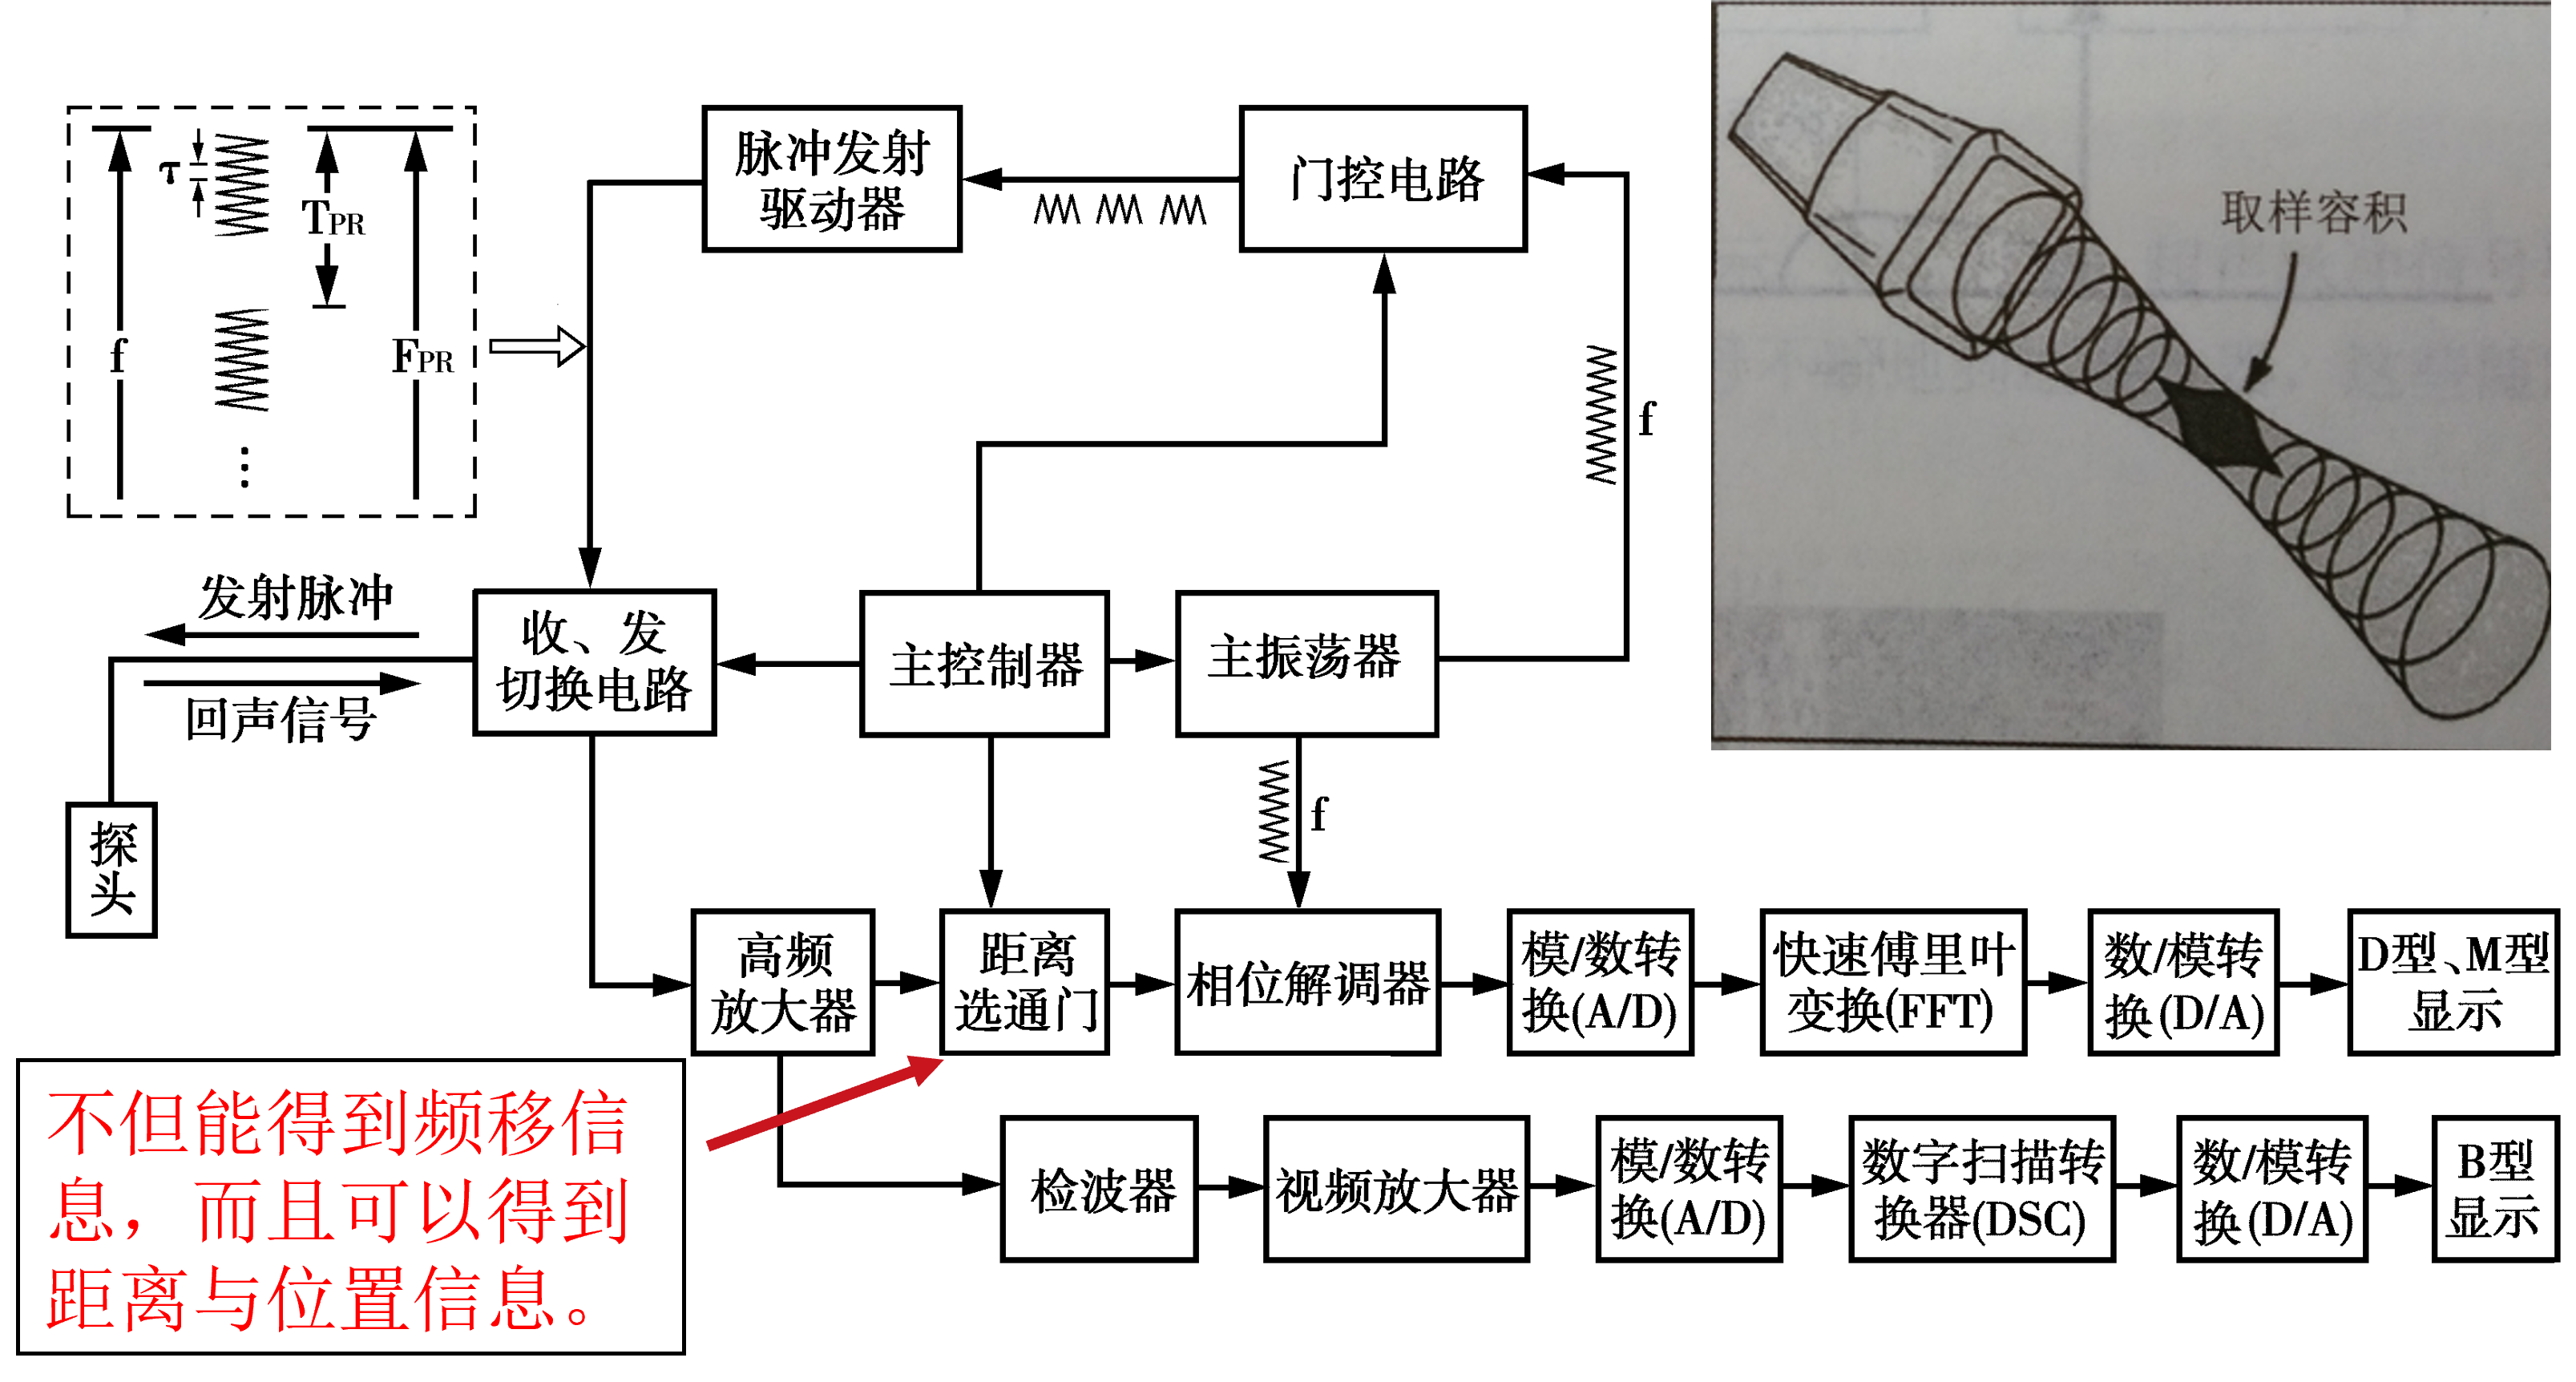 τ
TPR
f
FPR
脉冲发射
驱动器
门控电路
f
取样容积
发射脉冲
回声信号
收、发
切换电路
主控制器
主振荡器
f
探
头
高频
放大器
距离
选通门
相位解调器
模/数转
换(A/D)
快速傅里叶
变换(FFT)
数/模转
换(D/A)
D型、M型
显示
不但能得到频移信
息，而且可以得到
距离与位置信息。
检波器
视频放大器
模/数转
换(A/D)
数字扫描转
换器(DSC)
数/模转
换(D/A)
B型
显示